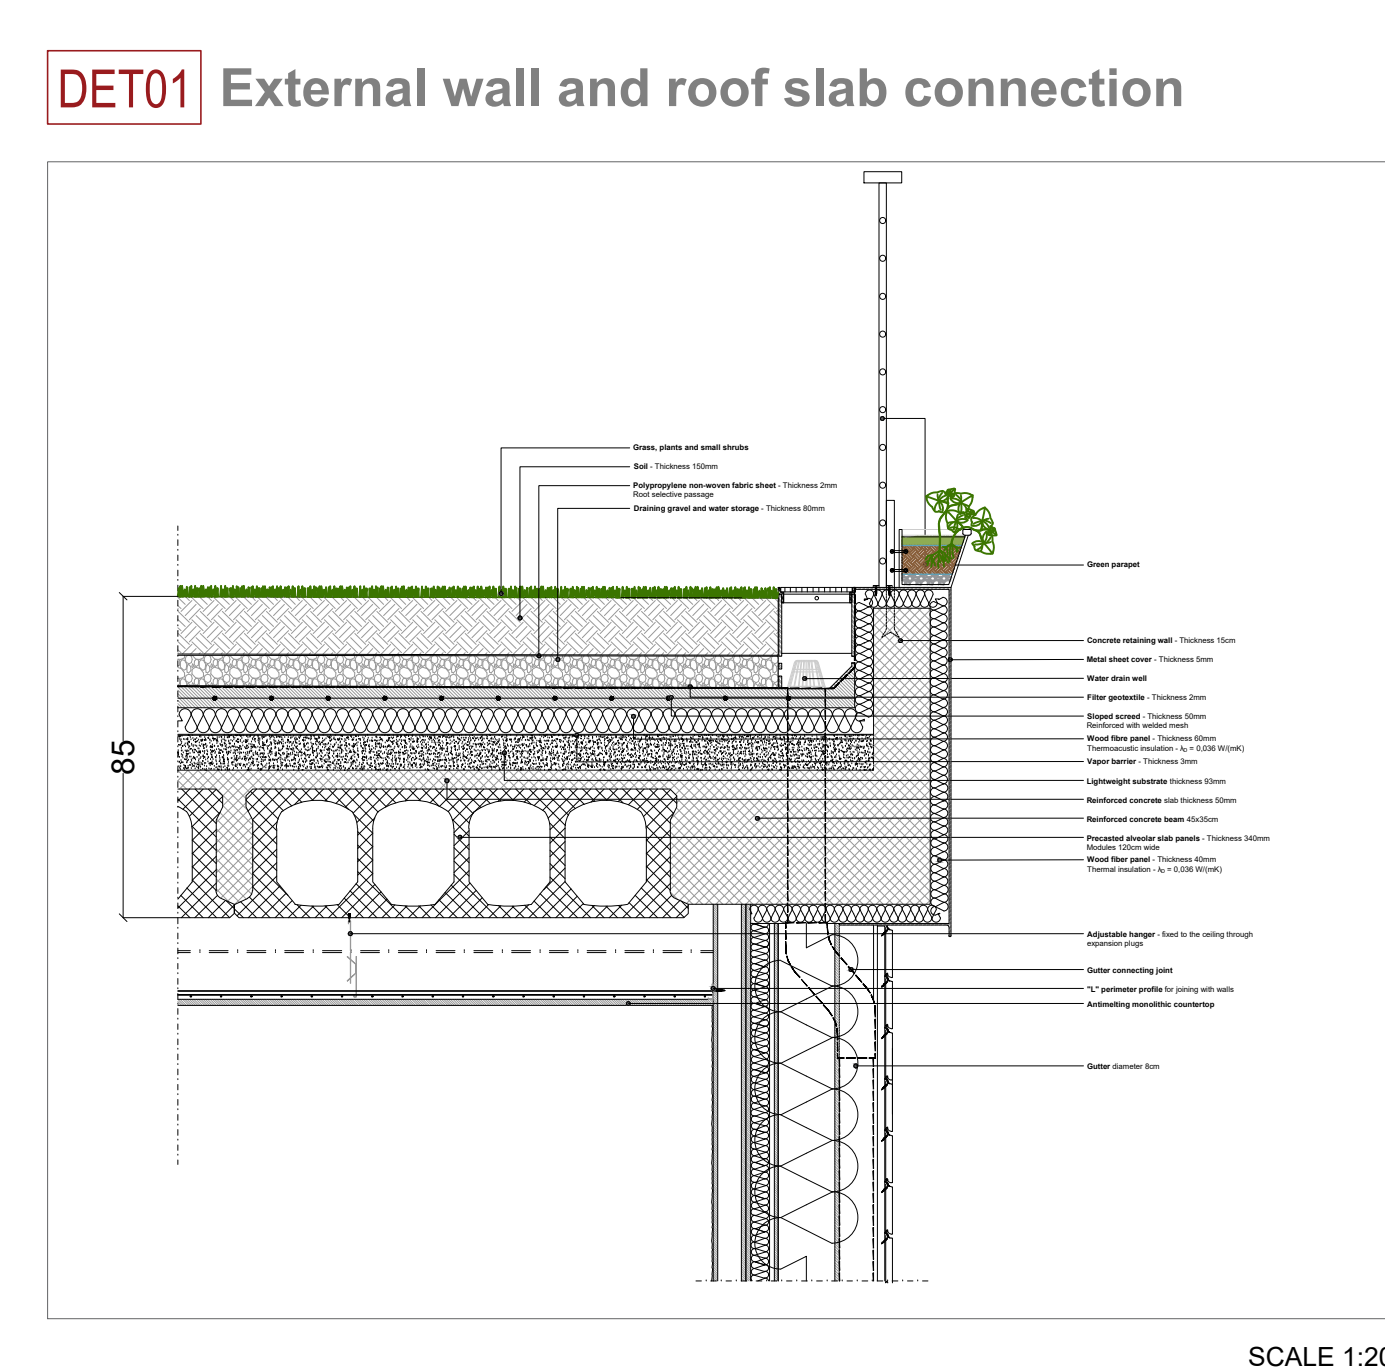 DET01 External wall and roof slab connection
Grass, plants and small shrubs
Soil - Thickness 150mm
Polypropylene non-woven fabric sheet - Thickness 2mm
Root selective passage
Draining gravel and water storage - Thickness 80mm
Green parapet
Concrete retaining wall - Thickness 15cm
Metal sheet cover - Thickness 5mm
Water drain well
Filter geotextile - Thickness 2mm
Sloped screed - Thickness 50mm
Reinforced with welded mesh
Wood fibre panel - Thickness 60mm
Thermoacustic insulation - λD = 0,036 W/(mK)
Vapor barrier - Thickness 3mm
Lightweight substrate thickness 93mm
Reinforced concrete slab thickness 50mm
Reinforced concrete beam 45x35cm
Precasted alveolar slab panels - Thickness 340mm
Modules 120cm wide
Wood fiber panel - Thickness 40mm
Thermal insulation - λD = 0,036 W/(mK)
Adjustable hanger - fixed to the ceiling through
expansion plugs
Gutter connecting joint
"L" perimeter profile for joining with walls
Antimelting monolithic countertop
Gutter diameter 8cm
85
SCALE 1:20